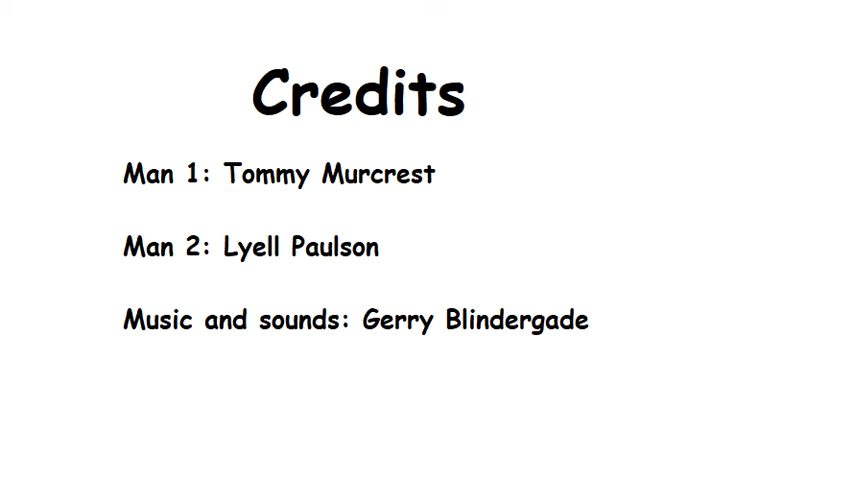 Credits
Man 1: Tommy Murcrest
Man 2: Lyell Paulson
Music and sounds: Gerry Blindergade